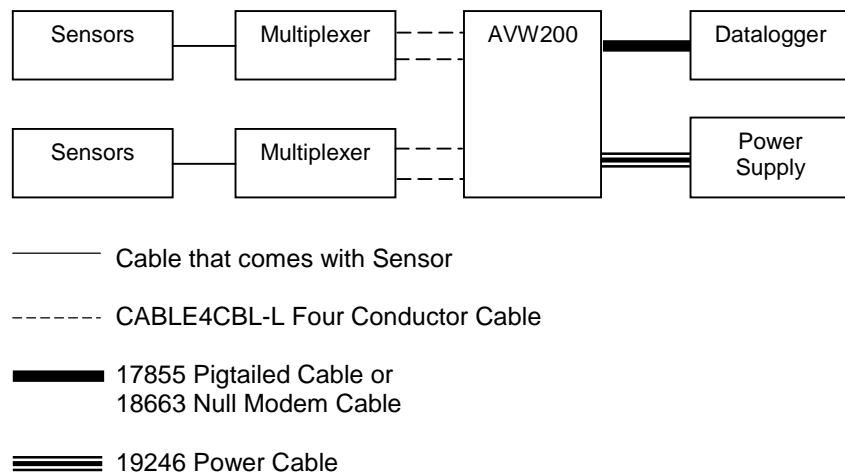 Sensors
Multiplexer
AVW200
Datalogger
Sensors
Multiplexer
Power
Supply
Cable that comes with Sensor
CABLE4CBL-L Four Conductor Cable
17855 Pigtailed Cable or
18663 Null Modem Cable
19246 Power Cable